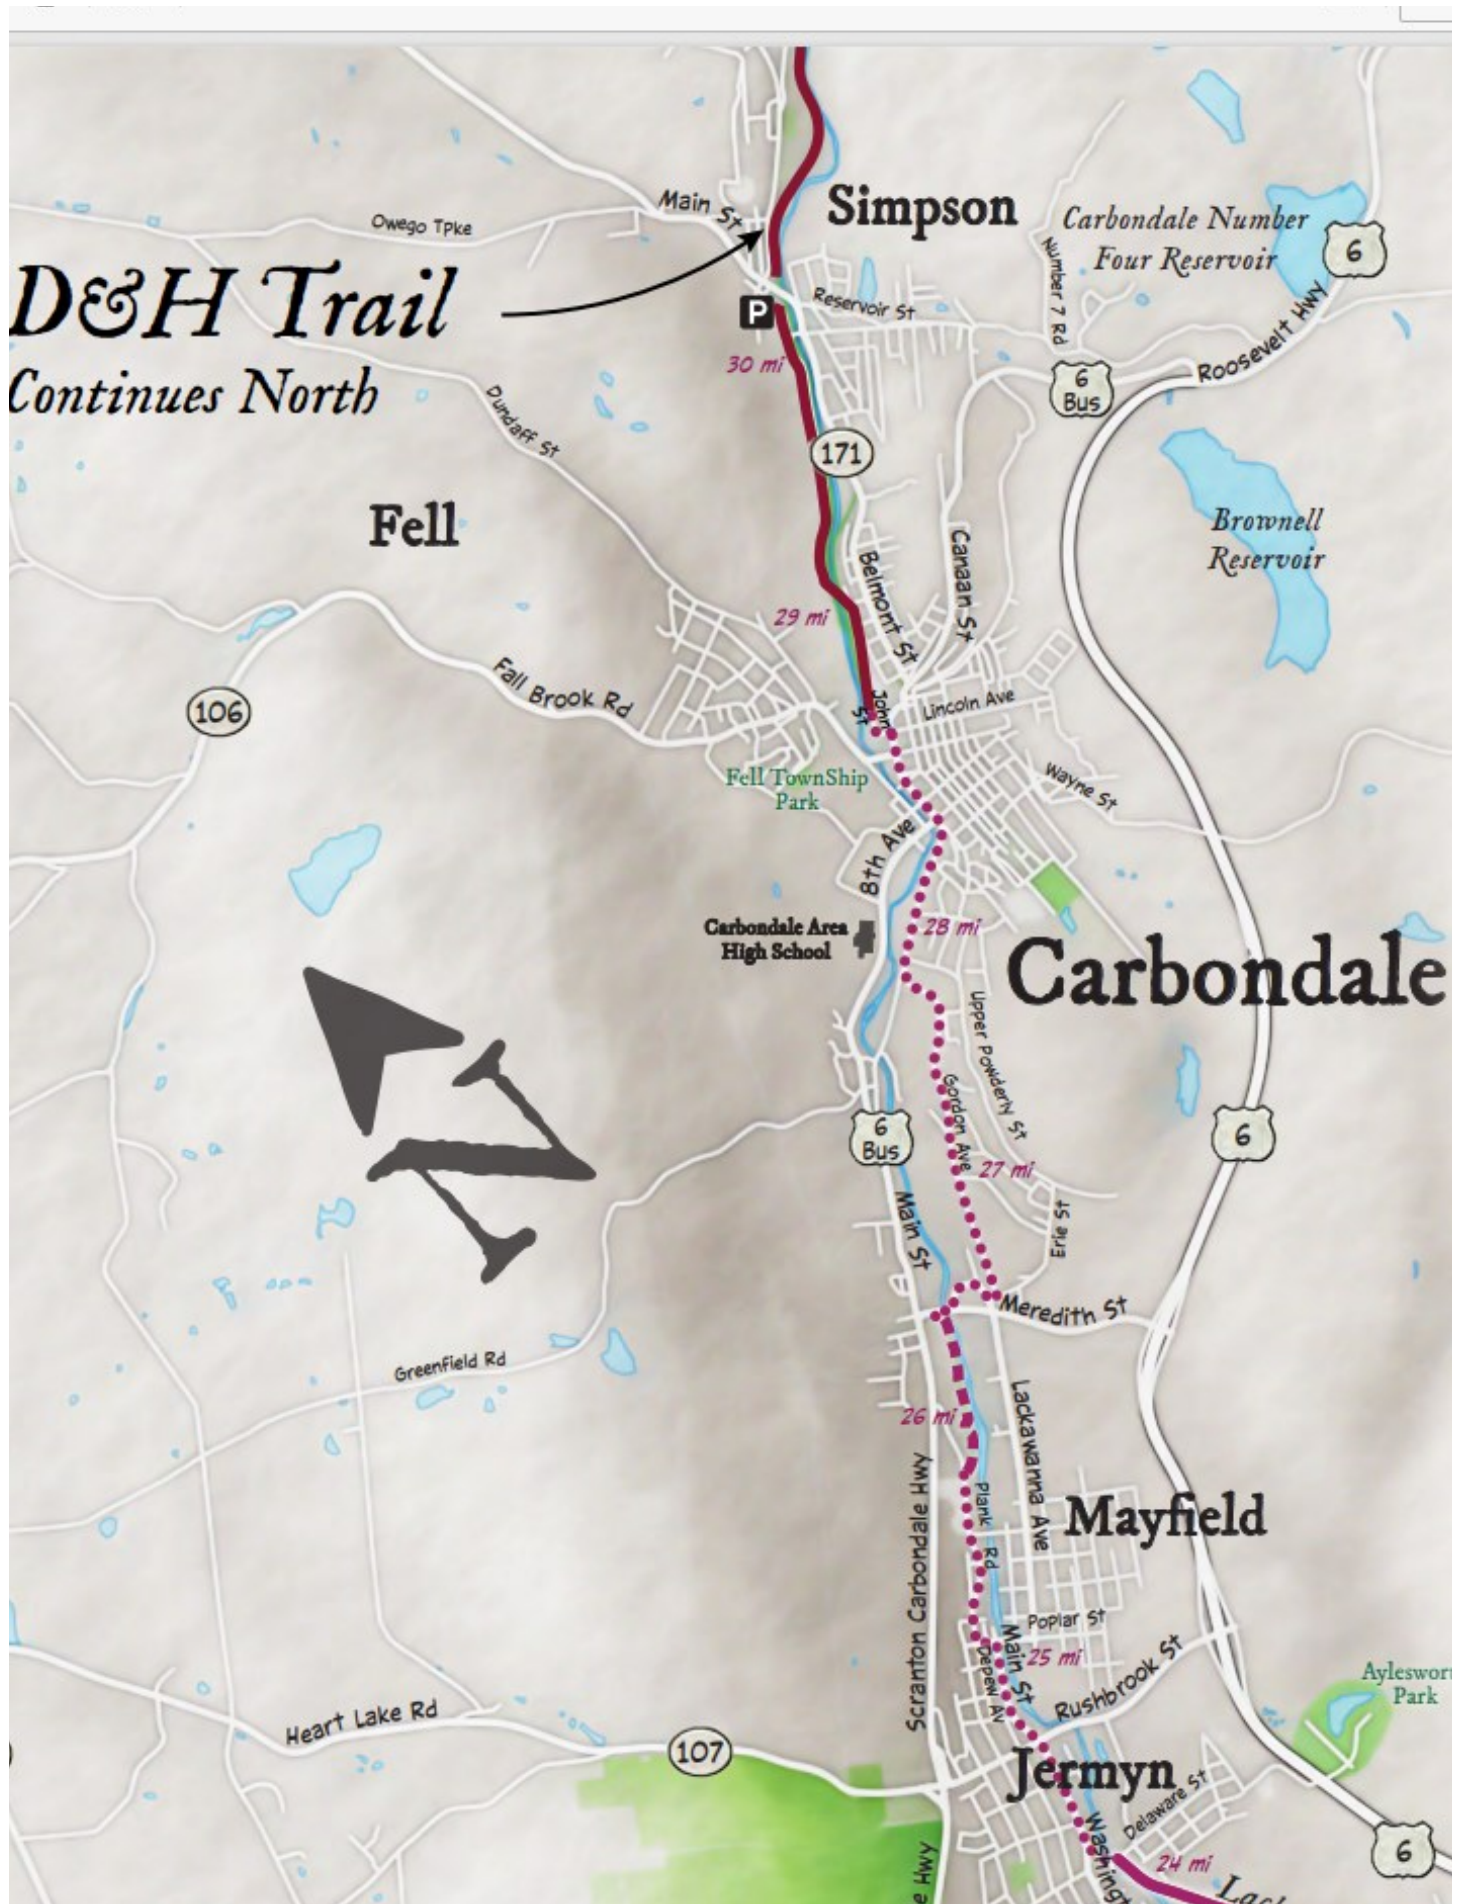 Simpson
Main St
Owego Tpke
Carbondale Number
Four Reservoir
6
Number 7 Rd
D&H Trail
Continues North
P
Reservoir St
30 mi
Roosevelt Hwy
6
Bus
Dundaff St
171
Fell
Brownell
Reservoir
Canaan St
Belmont St
29 mi
Fall Brook Rd
106
John
St
Lincoln Ave
Wayne St
Fell TownShip
Park
8th Ave
Carbondale Area
High School
28 mi
Carbondale
Upper Powderly St
Gordon Ave
N
6
Bus
6
27 mi
Main St
Erie St
Meredith St
Greenfield Rd
26 mi
Lackawanna Ave
Scranton Carbondale Hwy
Plank
Rd
Mayfield
Poplar St
Main St
25 mi
Depew Av
Rushbrook St
Park
Heart Lake Rd
107
Jermyn
Delaware St
6
24 mi
Hwy